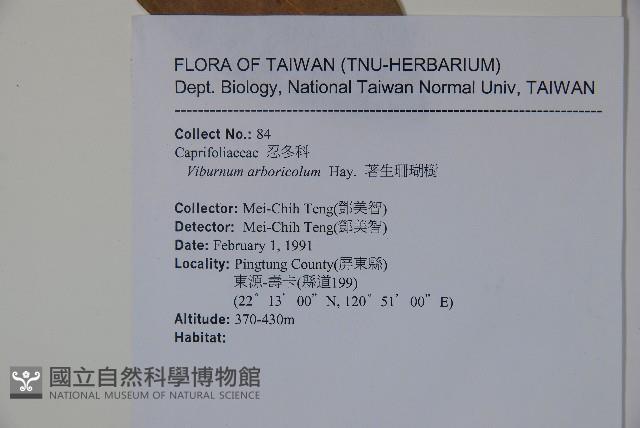 FLORA OF TAIWAN (TNU-HERBARIUM)
Dept. Biology, National Taiwan Normal Univ, TAIWAN
Collect No.: 84
Caprifoliaceae 忍冬科
Viburnum arboricolum Hay. 著生珊瑚樹
Collector: Mei-Chih Teng(鄧美智)
Detector: Mei-Chih Teng(鄧美智)
Date: February 1, 1991
Locality: Pingtung County(屏東縣)
東源-壽卡(縣道199)
(22° 13' 00" N, 120° 51' 00" E)
Altitude: 370-430m
Habitat:
國立自然科學博物館
NATIONAL MUSEUM OF NATURAL SCIENCE